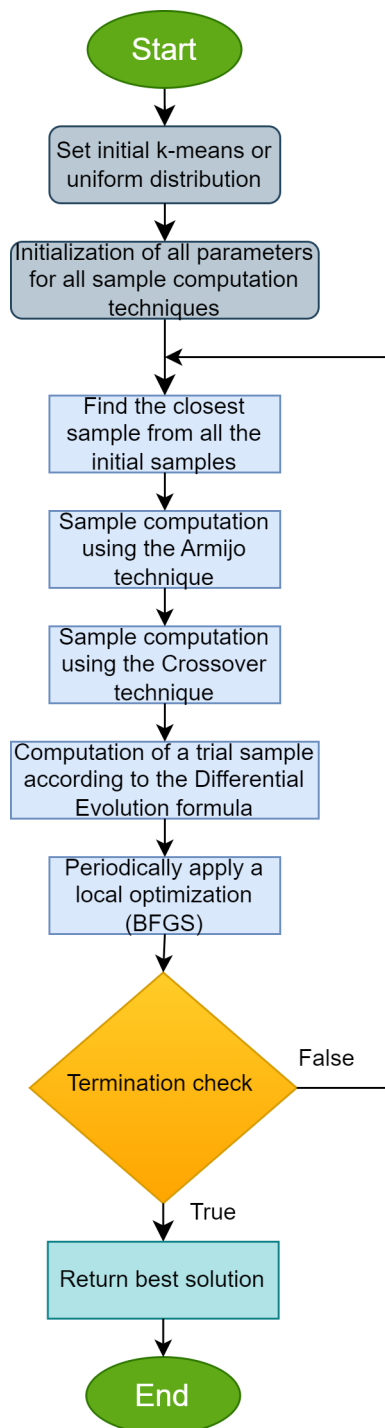 Start
Set initial k-means or
uniform distribution
Initialization of all parameters
for all sample computation
techniques
Find the closest
sample from all the
initial samples
Sample computation
using the Armijo
technique
Sample computation
using the Crossover
technique
Computation of a trial sample
according to the Differential
Evolution formula
Periodically apply a
local optimization
(BFGS)
Termination check
False
True
Return best solution
End